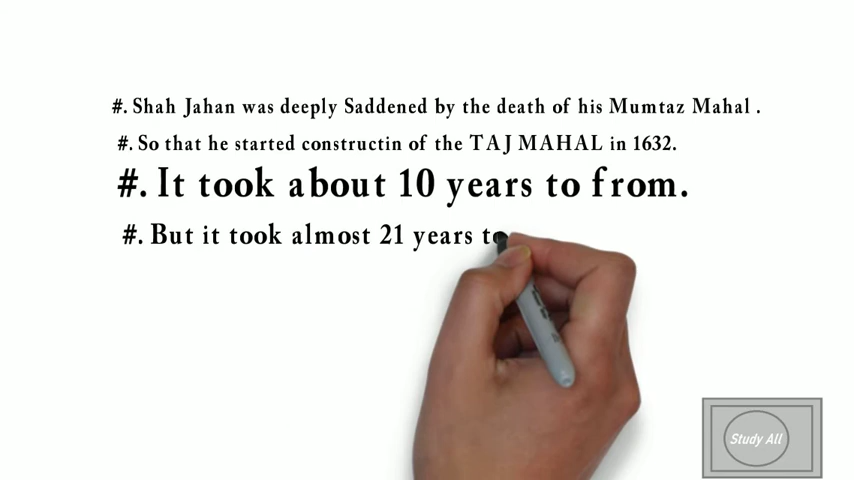 #. Shah Jahan was deeply Saddened by the death of his Mumtaz Mahal .
#. So that he started constructin of the TAJ MAHAL in 1632.
#. It took about 10 years to from.
#. But it took almost 21 years to
Study All